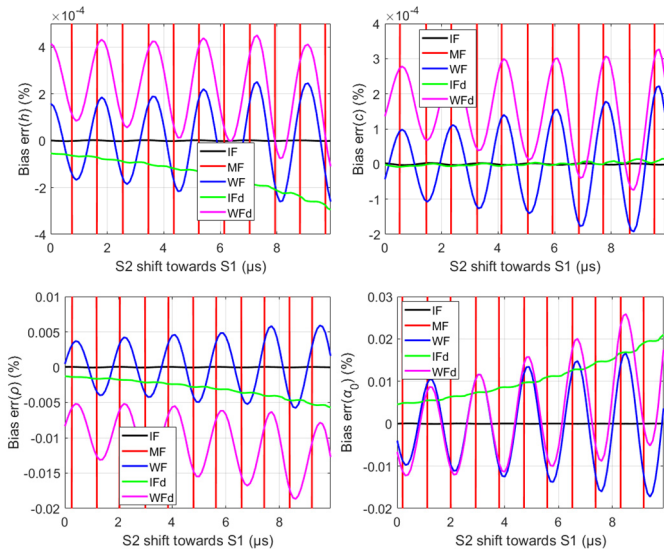 ×10⁻⁴
4
2
0
-2
-4
Bias err(h) (%)
IF
MF
WF
IFd
WFd
0
2
4
6
8
S2 shift towards S1 (μs)
×10⁻⁴
4
3
2
1
0
-1
-2
Bias err(c) (%)
IF
MF
WF
IFd
WFd
0
2
4
6
8
10
S2 shift towards S1 (μs)
0.01
0.005
0
-0.005
-0.01
-0.015
-0.02
Bias err(ρ) (%)
IF
MF
WF
IFd
WFd
0
2
4
6
8
S2 shift towards S1 (μs)
0.03
0.02
0.01
0
-0.01
-0.02
Bias err(α₀) (%)
IF
MF
WF
IFd
WFd
0
2
4
6
8
10
S2 shift towards S1 (μs)